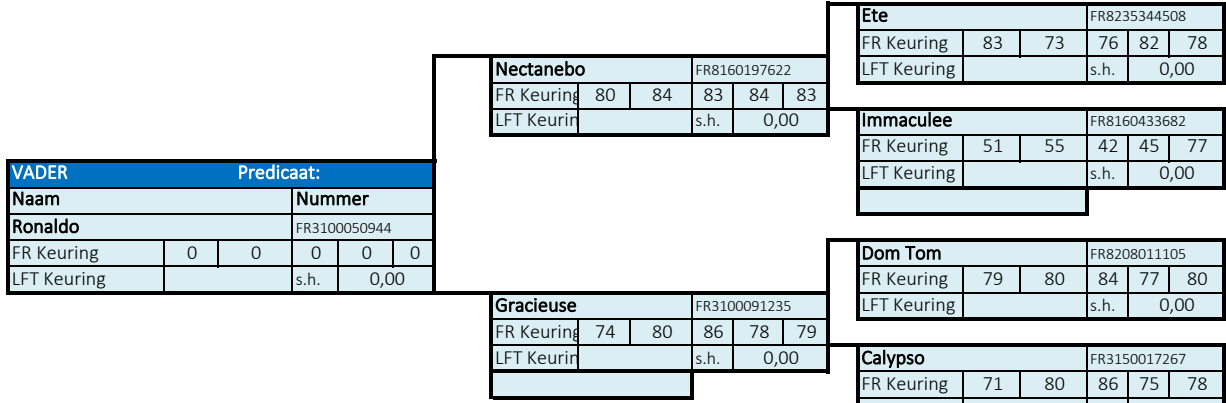 Ete FR8235344508
FR Keuring 83 73 76 82 78
LFT Keuring s.h. 0,00
Nectanebo FR8160197622
FR Keuring 80 84 83 84 83
LFT Keurin s.h. 0,00
Immaculee FR8160433682
FR Keuring 51 55 42 45 77
LFT Keuring s.h. 0,00
VADER Predicaat:
Naam Nummer
Ronaldo FR3100050944
FR Keuring 0 0 0 0 0
LFT Keuring s.h. 0,00
Dom Tom FR8208011105
FR Keuring 79 80 84 77 80
LFT Keuring s.h. 0,00
Gracieuse FR3100091235
FR Keuring 74 80 86 78 79
LFT Keurin s.h. 0,00
Calypso FR3150017267
FR Keuring 71 80 86 75 78